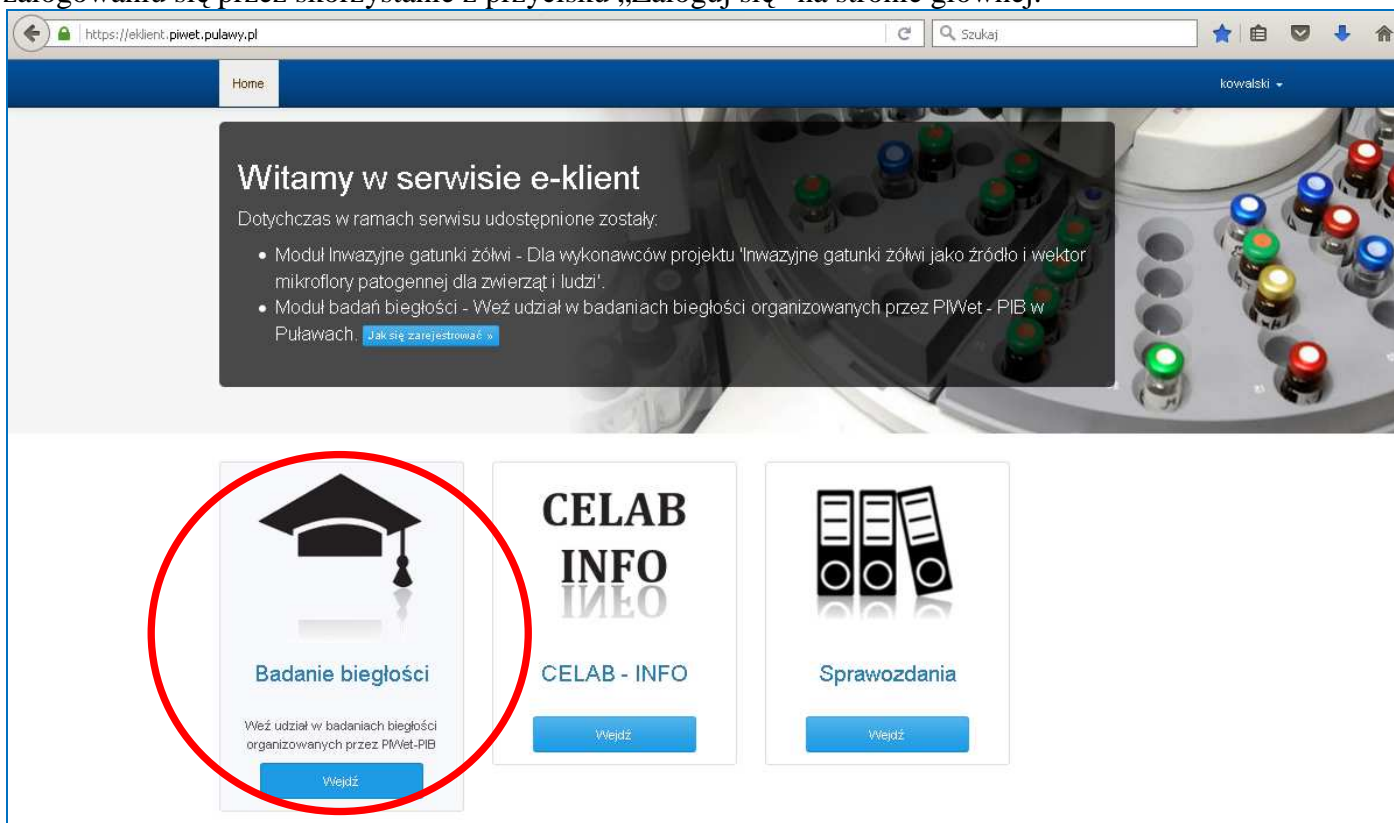 zalogowaniu się przez skorzystanie z przycisku „Zaloguj się" na stronie głównej.
https://eklient.piwet.pulawy.pl
Szukaj
Home
kowalski
Witamy w serwisie e-klient
Dotychczas w ramach serwisu udostępnione zostały:
• Moduł Inwazyjne gatunki żółwi - Dla wykonawców projektu 'Inwazyjne gatunki żółwi jako źródło i wektor
mikroflory patogennej dla zwierząt i ludzi'.
• Moduł badań biegłości - Weź udział w badaniach biegłości organizowanych przez PIWet - PIB w
Puławach. Jak się zarejestrować »
CELAB
INFO
Badanie biegłości
CELAB - INFO
Sprawozdania
Weź udział w badaniach biegłości
organizowanych przez PIWet-PIB
Wejdź
Wejdź
Wejdź